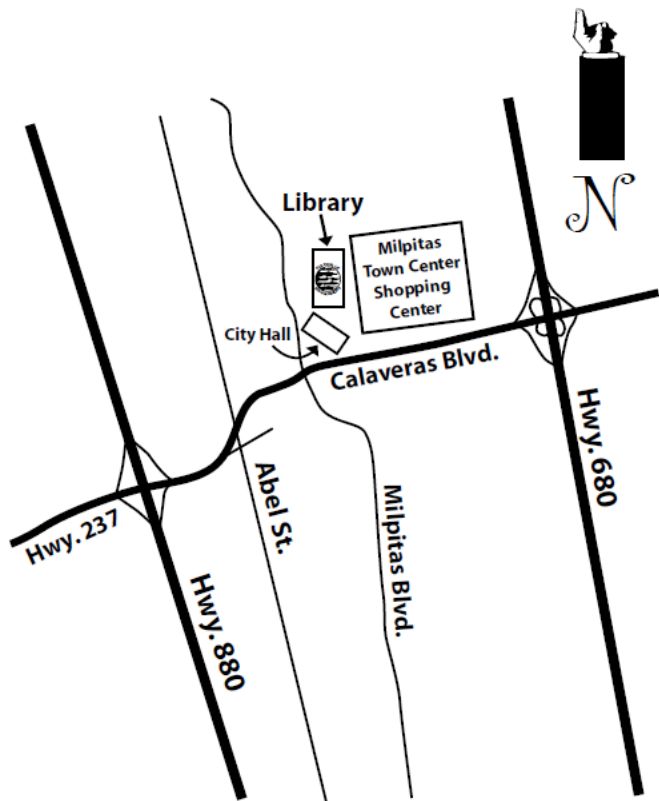 N
Library
Milpitas
Town Center
Shopping
Center
City Hall
Calaveras Blvd.
Hwy. 680
Abel St.
Milpitas Blvd.
Hwy. 237
Hwy. 880